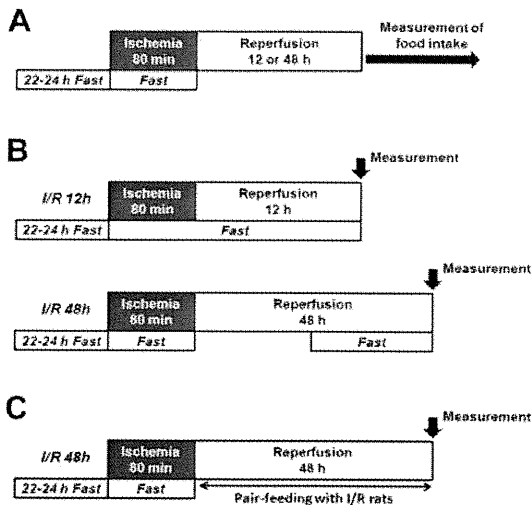 A
Ischemia
80 min
Reperfusion
12 or 48 h
Measurement of
food intake
22-24 h Fast
Fast
B
Measurement
I/R 12h
Ischemia
80 min
Reperfusion
12 h
22-24 h Fast
Fast
Measurement
I/R 48h
Ischemia
80 min
Reperfusion
48 h
22-24 h Fast
Fast
Fast
C
Measurement
I/R 48h
Ischemia
80 min
Reperfusion
48 h
22-24 h Fast
Fast
Pair-feeding with I/R rats